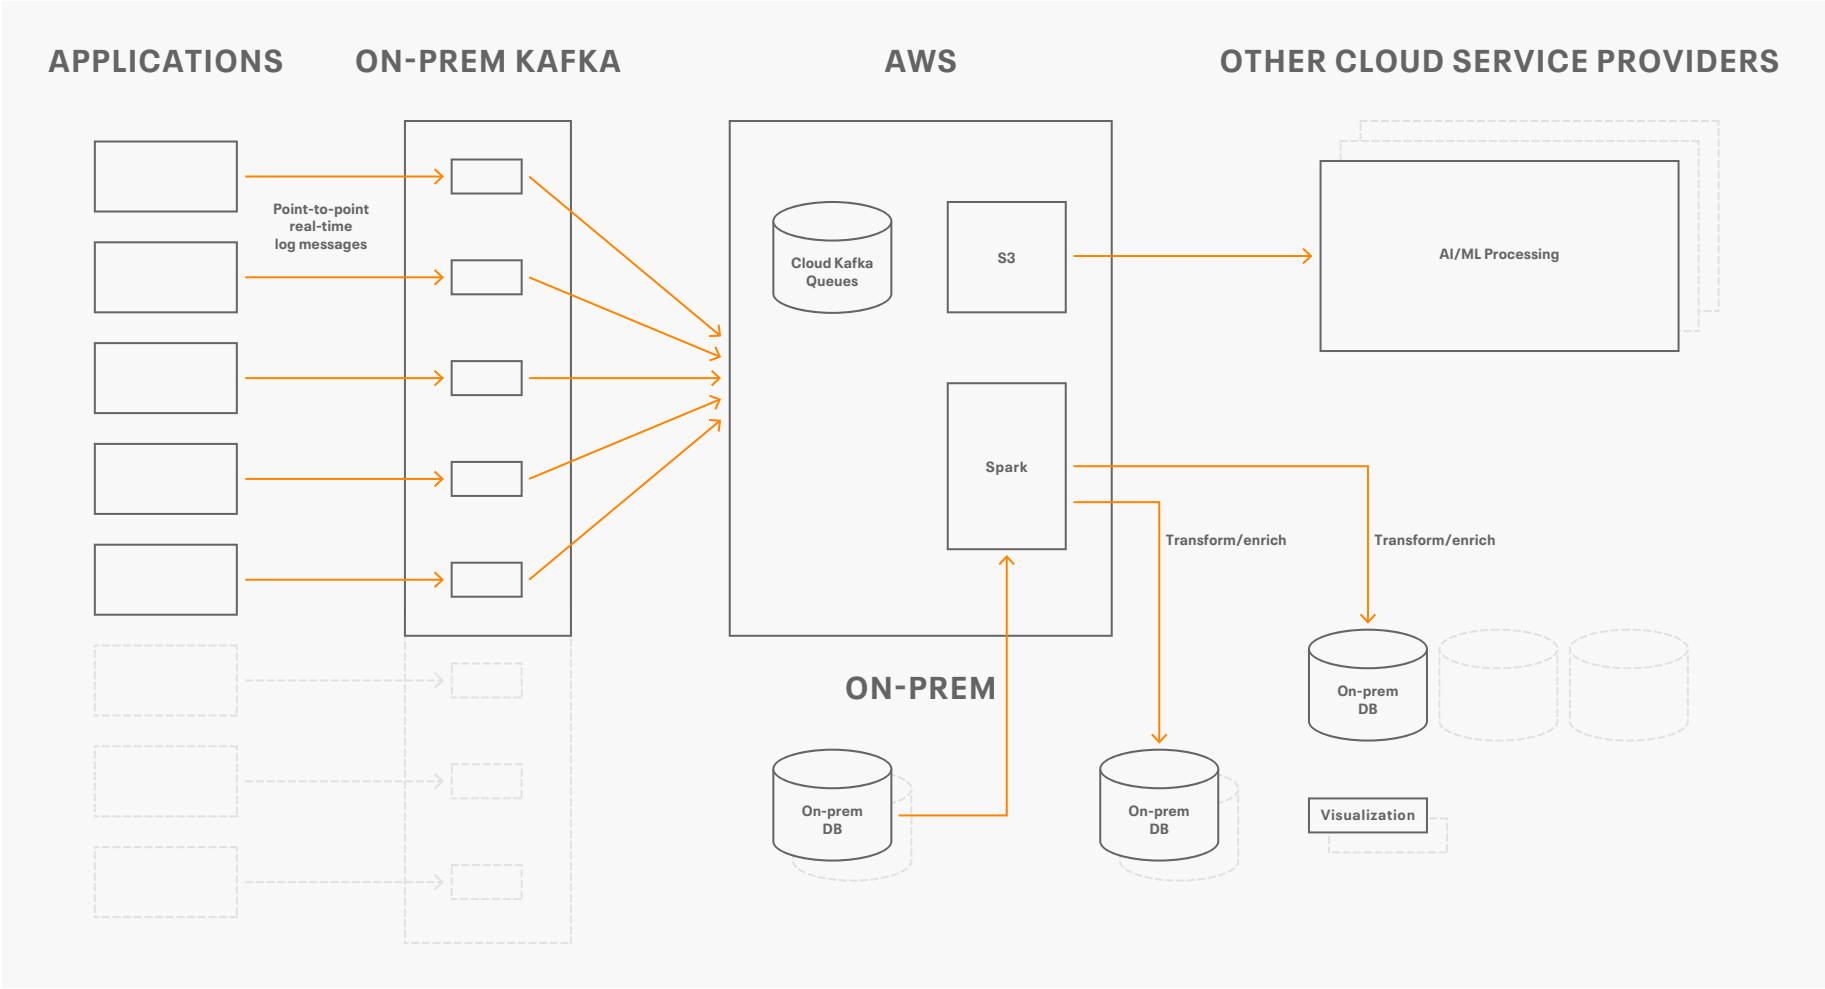 APPLICATIONS
ON-PREM KAFKA
AWS
OTHER CLOUD SERVICE PROVIDERS
Point-to-point
real-time
log messages
Cloud Kafka
Queues
S3
AI/ML Processing
Spark
Transform/enrich
Transform/enrich
ON-PREM
On-prem
DB
On-prem
DB
On-prem
DB
Visualization